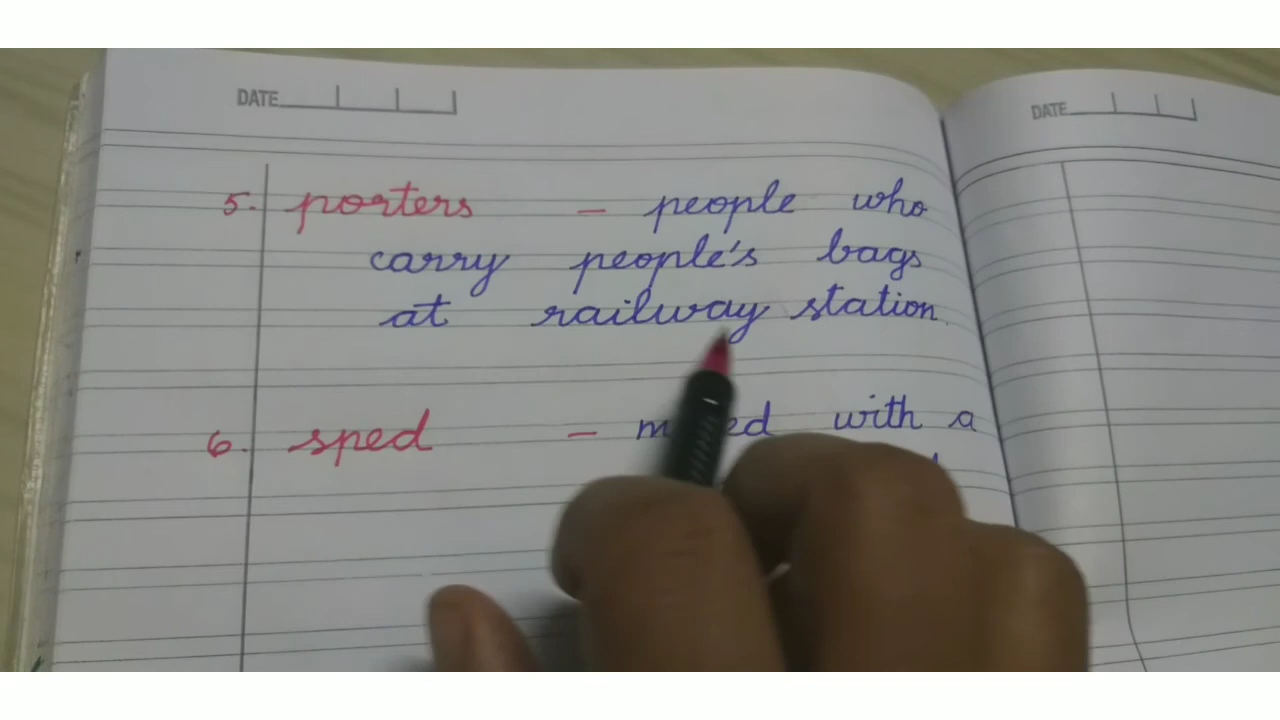 DATE
DATE
5. porters - people who
carry people's bags
at railway station.
6. sped - with a